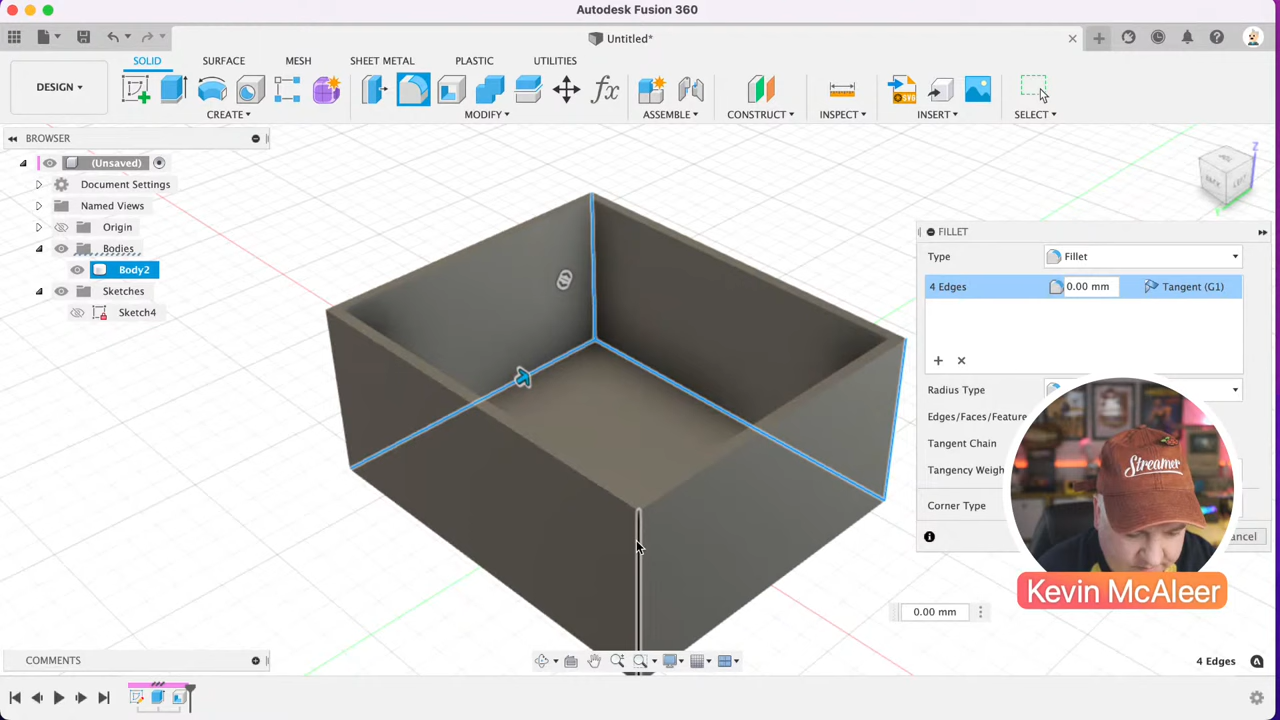 Autodesk Fusion 360
Untitled*
DESIGN
SOLID
SURFACE
MESH
SHEET METAL
PLASTIC
UTILITIES
CREATE
MODIFY
ASSEMBLE
CONSTRUCT
INSPECT
INSERT
SELECT
BROWSER
(Unsaved)
Document Settings
Named Views
Origin
Bodies
Body2
Sketches
Sketch4
Z
FILLET
Type
Fillet
4 Edges
0.00 mm
Tangent (G1)
Radius Type
Edges/Faces/Feature
Tangent Chain
Tangency Weigh
Corner Type
ancel
Streamer
Kevin McAleer
0.00 mm
COMMENTS
4 Edges